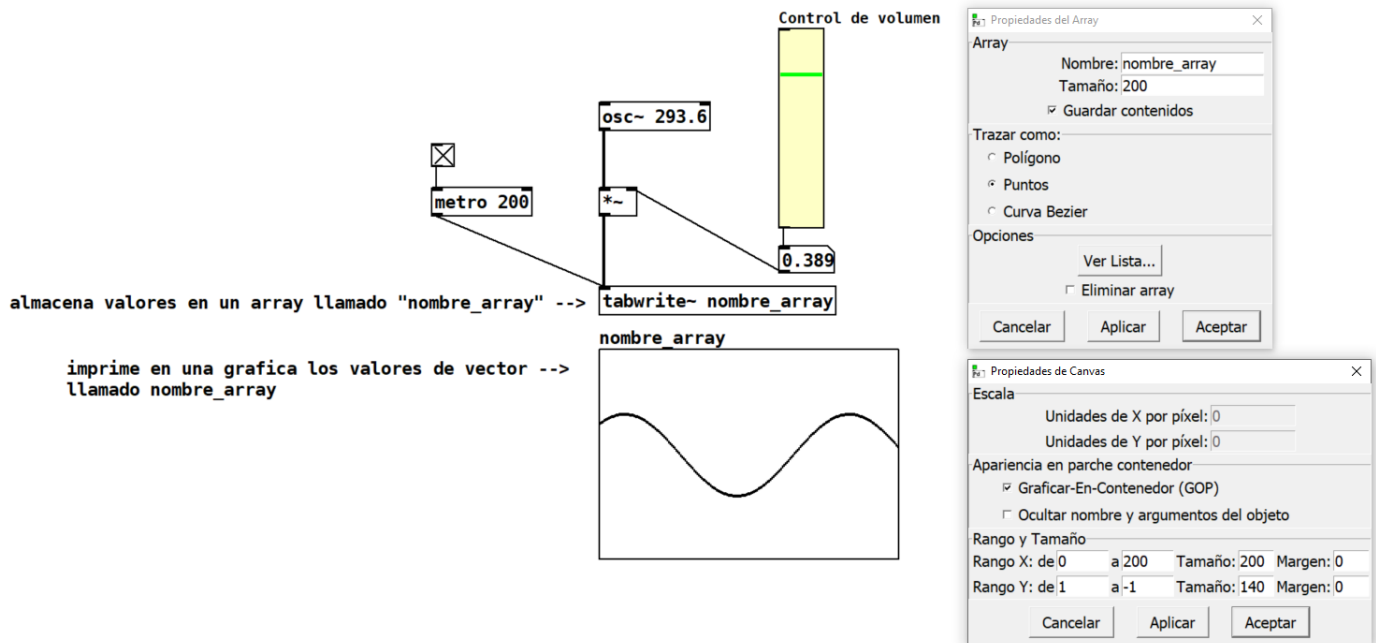 Control de volumen
osc~ 293.6
metro 200
*~
0.389
almacena valores en un array llamado "nombre_array" -->
tabwrite~ nombre_array
nombre_array
imprime en una grafica los valores de vector -->
llamado nombre_array
Propiedades del Array
Array
Nombre: nombre_array
Tamaño: 200
Guardar contenidos
Trazar como:
Polígono
Puntos
Curva Bezier
Opciones
Ver Lista...
Eliminar array
Cancelar Aplicar Aceptar
Propiedades de Canvas
Escala
Unidades de X por píxel: 0
Unidades de Y por píxel: 0
Apariencia en parche contenedor
Graficar-En-Contenedor (GOP)
Ocultar nombre y argumentos del objeto
Rango y Tamaño
Rango X: de 0 a 200 Tamaño: 200 Margen: 0
Rango Y: de 1 a -1 Tamaño: 140 Margen: 0
Cancelar Aplicar Aceptar